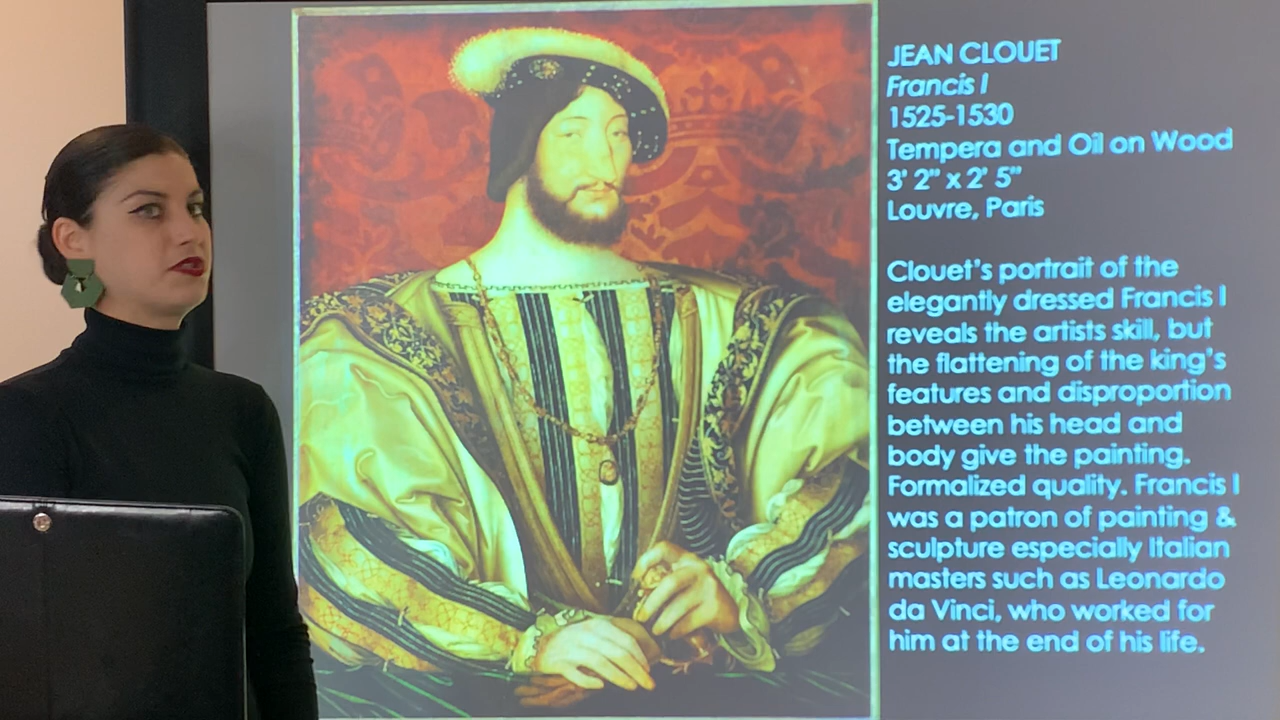 JEAN CLOUET
Francis I
1525-1530
Tempera and Oil on Wood
3' 2" x 2' 5"
Louvre, Paris
Clouet's portrait of the
elegantly dressed Francis I
reveals the artists skill, but
the flattening of the king's
features and disproportion
between his head and
body give the painting.
Formalized quality. Francis I
was a patron of painting &
sculpture especially Italian
masters such as Leonardo
da Vinci, who worked for
him at the end of his life.